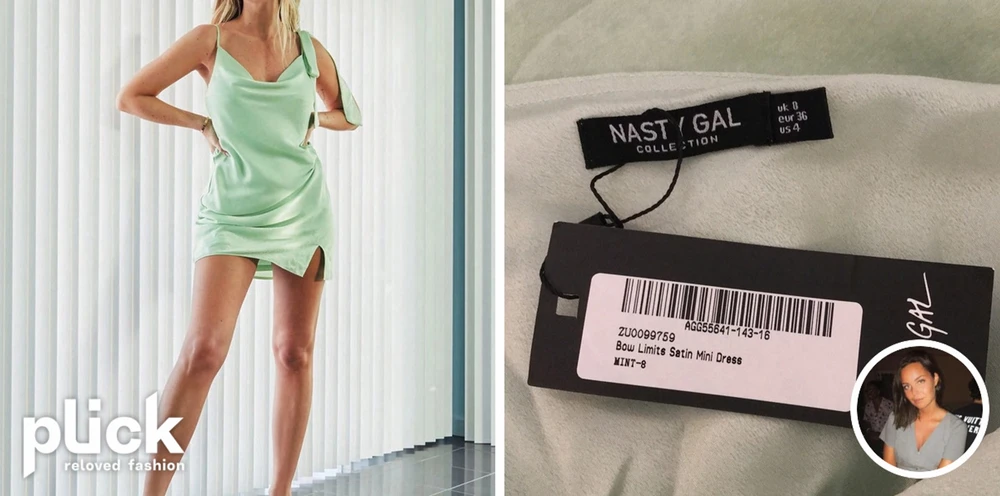 plick
reloved fashion
NASTY GAL
COLLECTION
uk 8
eur 36
us 4
AGG55641-143-16
ZU0099759
Bow Limits Satin Mini Dress
MINT-8
GAL